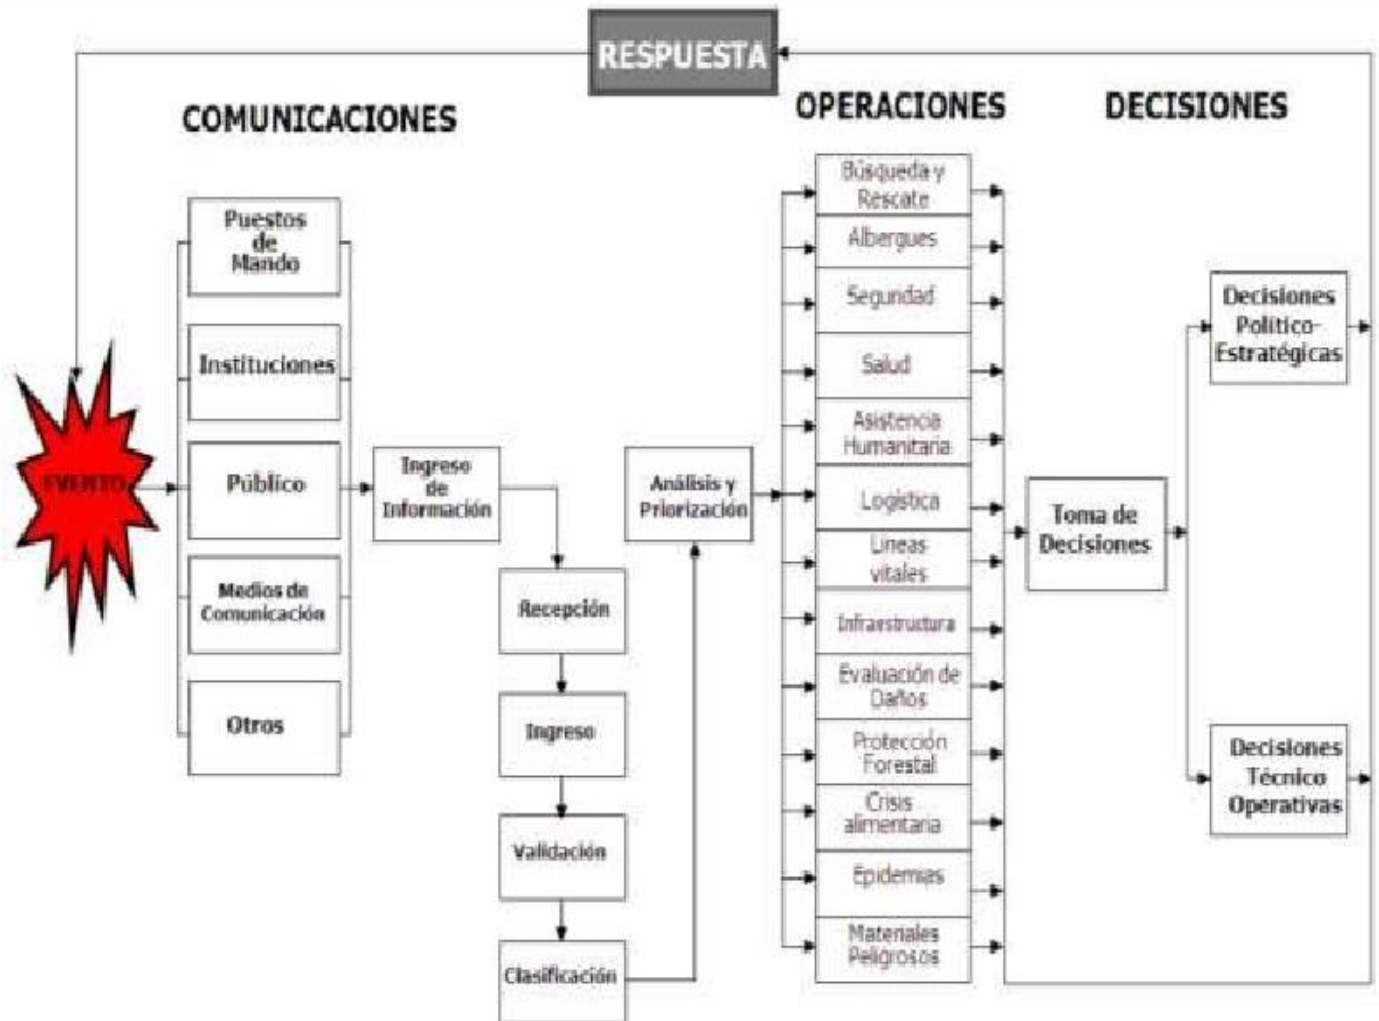 RESPUESTA
COMUNICACIONES
OPERACIONES
DECISIONES
EVENTO
Puestos
de
Mando
Instituciones
Público
Medios de
Comunicación
Otros
Ingreso
de
Información
Recepción
Ingreso
Validación
Clasificación
Análisis y
Priorización
Búsqueda y
Rescate
Albergues
Seguridad
Salud
Asistencia
Humanitaria
Logística
Lineas
vitales
Infraestructura
Evaluación de
Daños
Protección
Forestal
Crisis
alimentaria
Epidemias
Materiales
Peligrosos
Toma de
Decisiones
Decisiones
Político-
Estratégicas
Decisiones
Técnico
Operativas